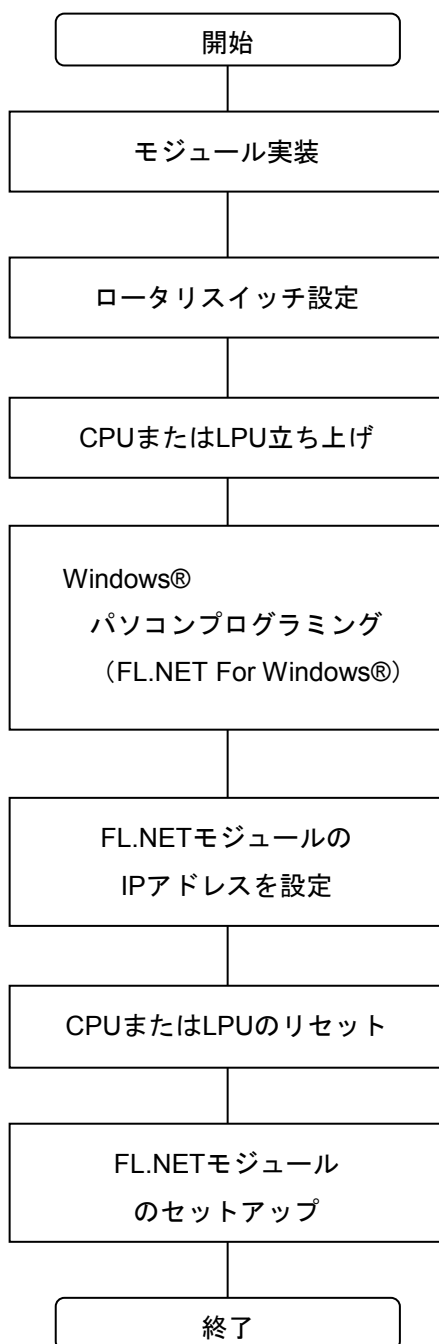 開始
モジュール実装
ロータリスイッチ設定
CPUまたはLPU立ち上げ
Windows®
パソコンプログラミング
（FL.NET For Windows®）
FL.NETモジュールの
IPアドレスを設定
CPUまたはLPUのリセット
FL.NETモジュール
のセットアップ
終了